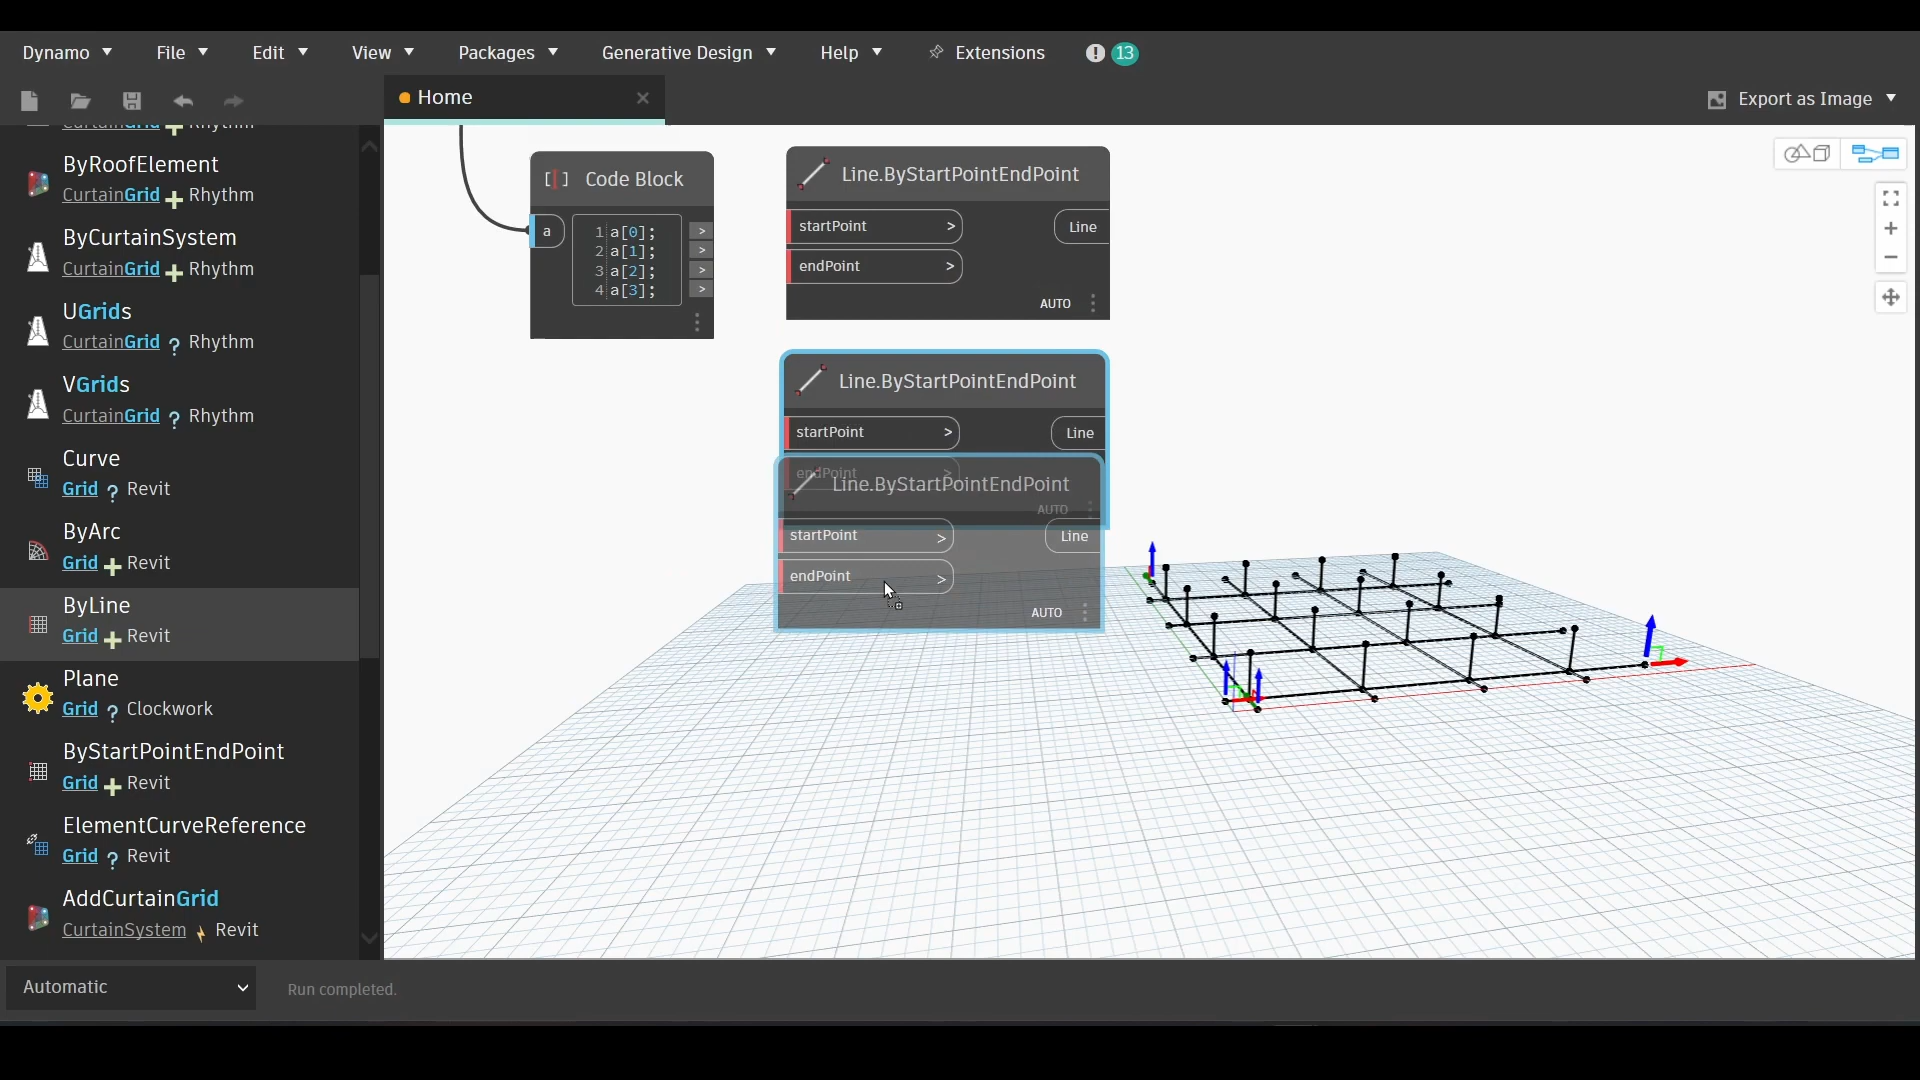 Dynamo File Edit View Packages Generative Design Help Extensions ! 13
Home
Export as Image
CurtainGrid Rhythm
ByRoofElement
CurtainGrid Rhythm
ByCurtainSystem
CurtainGrid Rhythm
UGrids
CurtainGrid ? Rhythm
VGrids
CurtainGrid ? Rhythm
Curve
Grid ? Revit
ByArc
Grid Revit
ByLine
Grid Revit
Plane
Grid ? Clockwork
ByStartPointEndPoint
Grid Revit
ElementCurveReference
Grid ? Revit
AddCurtainGrid
CurtainSystem Revit
Code Block
a
1 a[0]; >
2 a[1]; >
3 a[2]; >
4 a[3]; >
Line.ByStartPointEndPoint
startPoint > Line
endPoint >
AUTO
Line.ByStartPointEndPoint
startPoint > Line
endPoint >
AUTO
Line.ByStartPointEndPoint
startPoint > Line
endPoint >
AUTO
Automatic
Run completed.